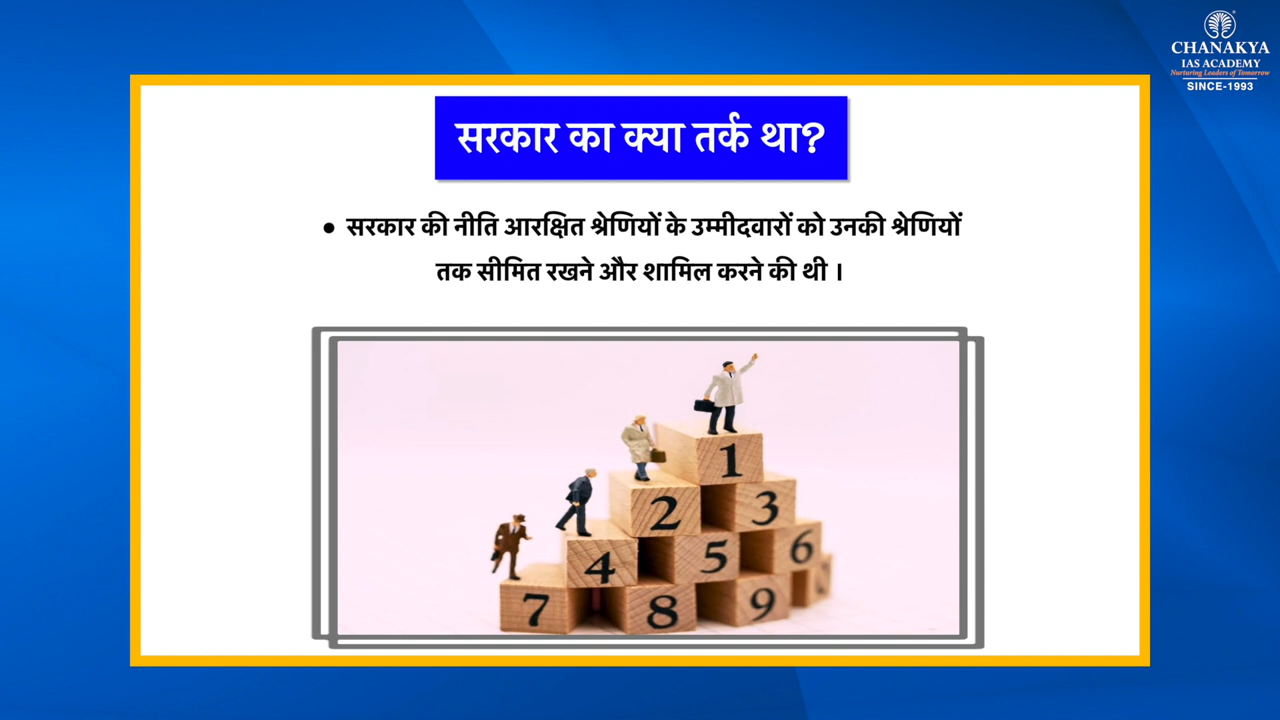 CHANAKYA
IAS ACADEMY
Nurturing Leaders of Tomorrow
SINCE-1993
सरकार का क्या तर्क था?
• सरकार की नीति आरक्षित श्रेणियों के उम्मीदवारों को उनकी श्रेणियों
तक सीमित रखने और शामिल करने की थी ।
1
2 3
4 5 6
7 8 9